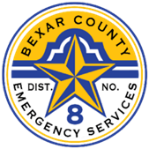 BEXAR COUNTY
DIST. NO.
8
EMERGENCY SERVICES